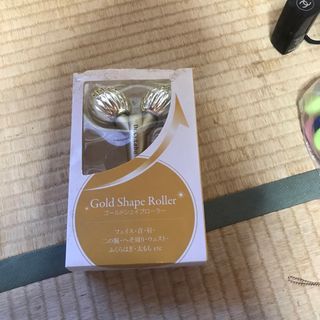 Gold Shape Roller
ゴールドシェイプローラー
フェイス・首・肩・
二の腕・へそ周り・ウェスト・
ふくらはぎ・太もも etc